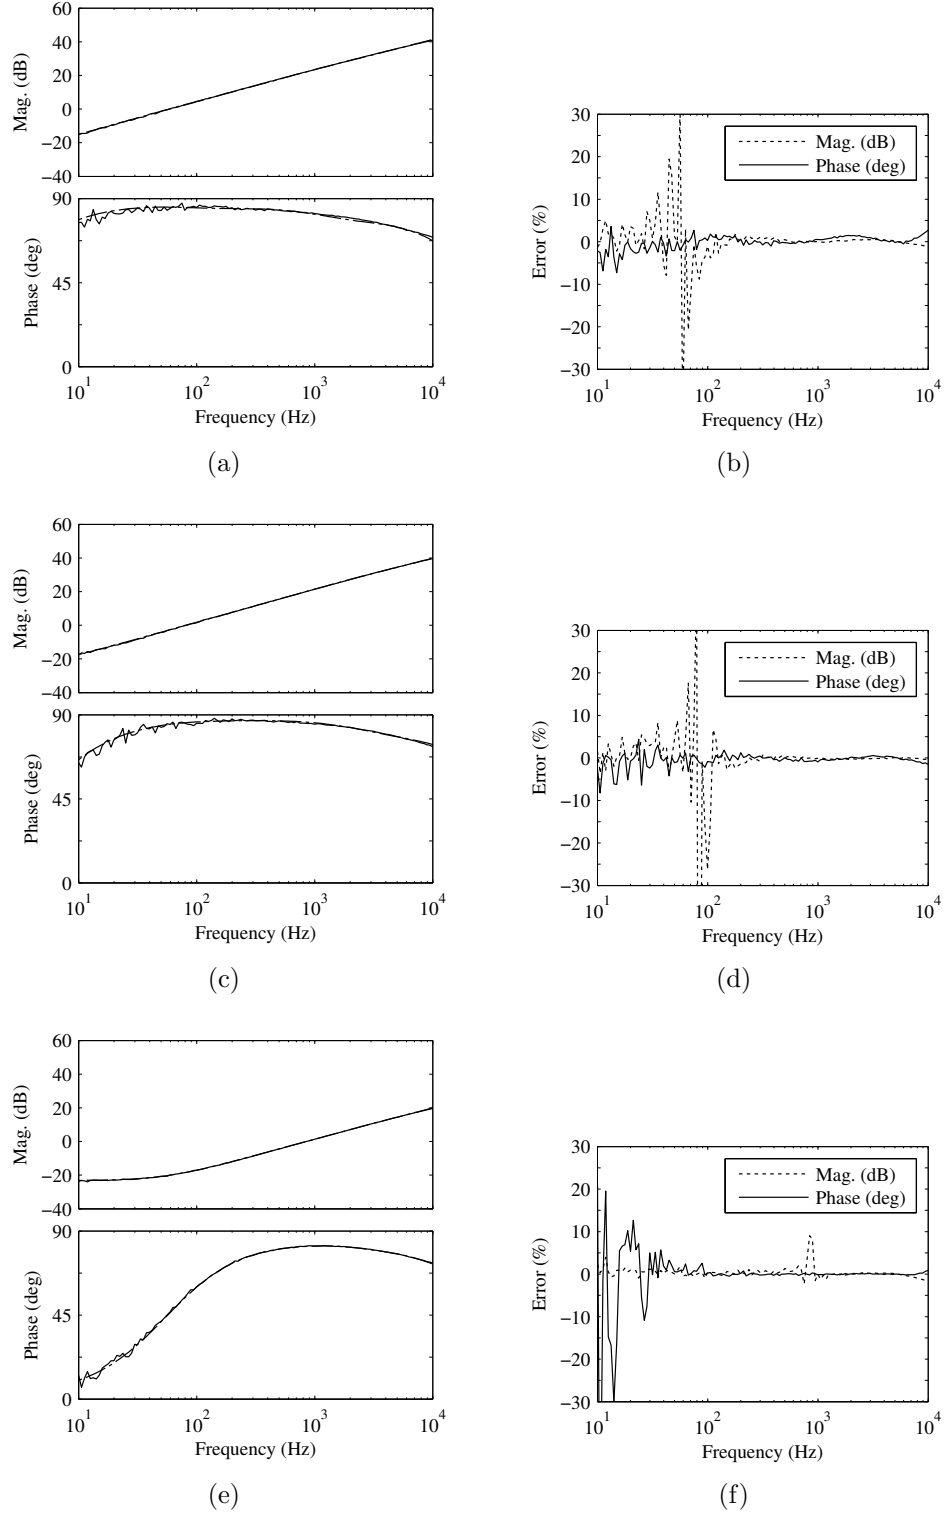 60
40
20
0
−20
−40
Mag. (dB)
90
45
0
Phase (deg)
10^1 10^2 10^3 10^4
Frequency (Hz)
(a)
30
20
10
0
−10
−20
−30
Error (%)
Mag. (dB)
Phase (deg)
10^1 10^2 10^3 10^4
Frequency (Hz)
(b)
60
40
20
0
−20
−40
Mag. (dB)
90
45
0
Phase (deg)
10^1 10^2 10^3 10^4
Frequency (Hz)
(c)
30
20
10
0
−10
−20
−30
Error (%)
Mag. (dB)
Phase (deg)
10^1 10^2 10^3 10^4
Frequency (Hz)
(d)
60
40
20
0
−20
−40
Mag. (dB)
90
45
0
Phase (deg)
10^1 10^2 10^3 10^4
Frequency (Hz)
(e)
30
20
10
0
−10
−20
−30
Error (%)
Mag. (dB)
Phase (deg)
10^1 10^2 10^3 10^4
Frequency (Hz)
(f)